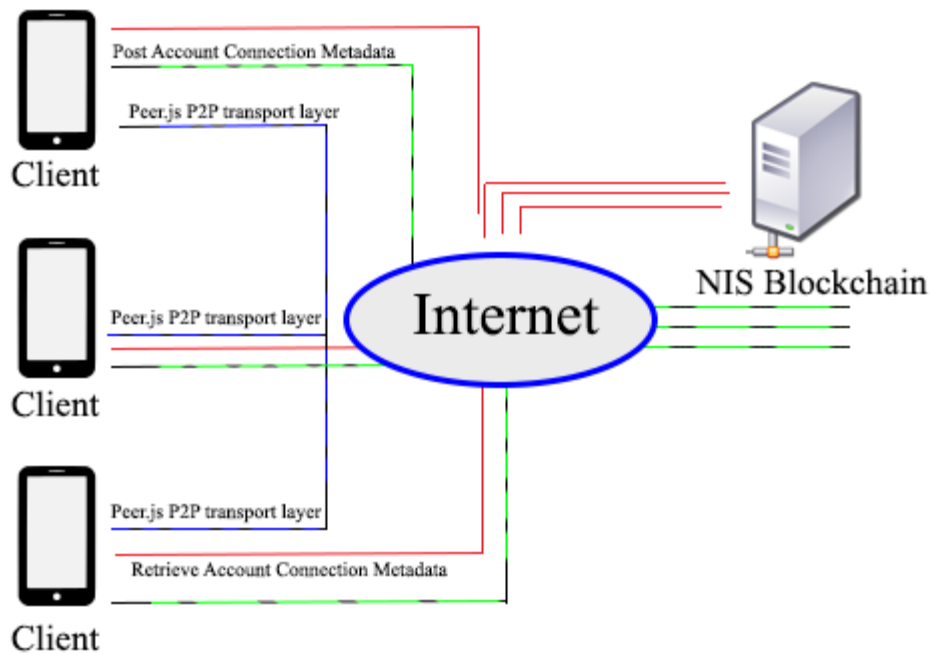 Post Account Connection Metadata
Peer.js P2P transport layer
Client
NIS Blockchain
Internet
Peer.js P2P transport layer
Client
Peer.js P2P transport layer
Retrieve Account Connection Metadata
Client